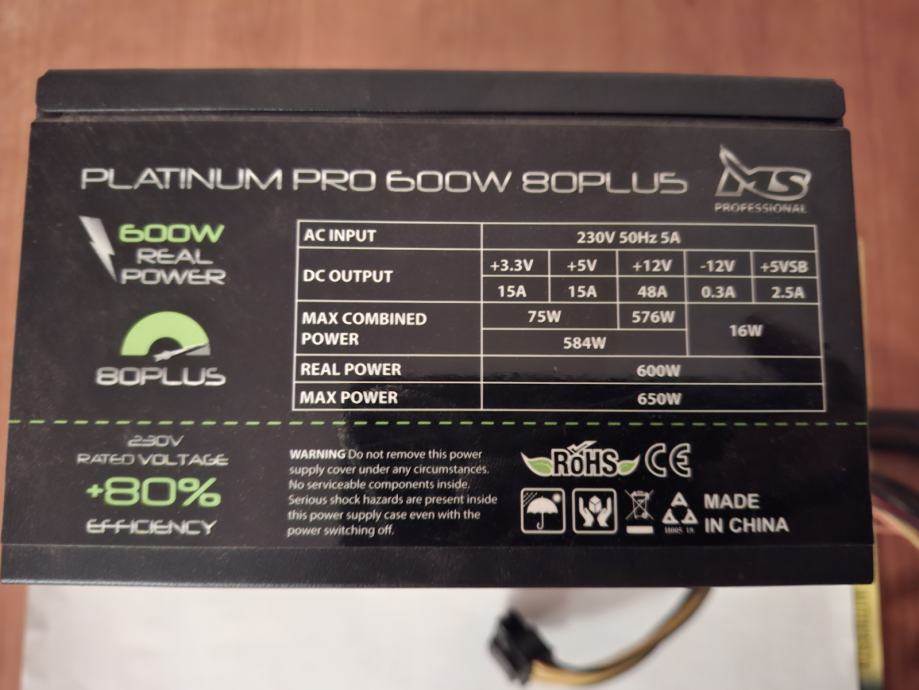 PLATINUM PRO 600W 80PLUS
MS
PROFESSIONAL
600W
REAL
POWER
80PLUS
AC INPUT 230V 50Hz 5A
DC OUTPUT +3.3V +5V +12V -12V +5VSB
15A 15A 48A 0.3A 2.5A
MAX COMBINED POWER 75W 576W 16W
584W
REAL POWER 600W
MAX POWER 650W
230V
RATED VOLTAGE
+80%
EFFICIENCY
WARNING Do not remove this power
supply cover under any circumstances.
No serviceable components inside.
Serious shock hazards are present inside
this power supply case even with the
power switching off.
RoHS CE
MADE
IN CHINA